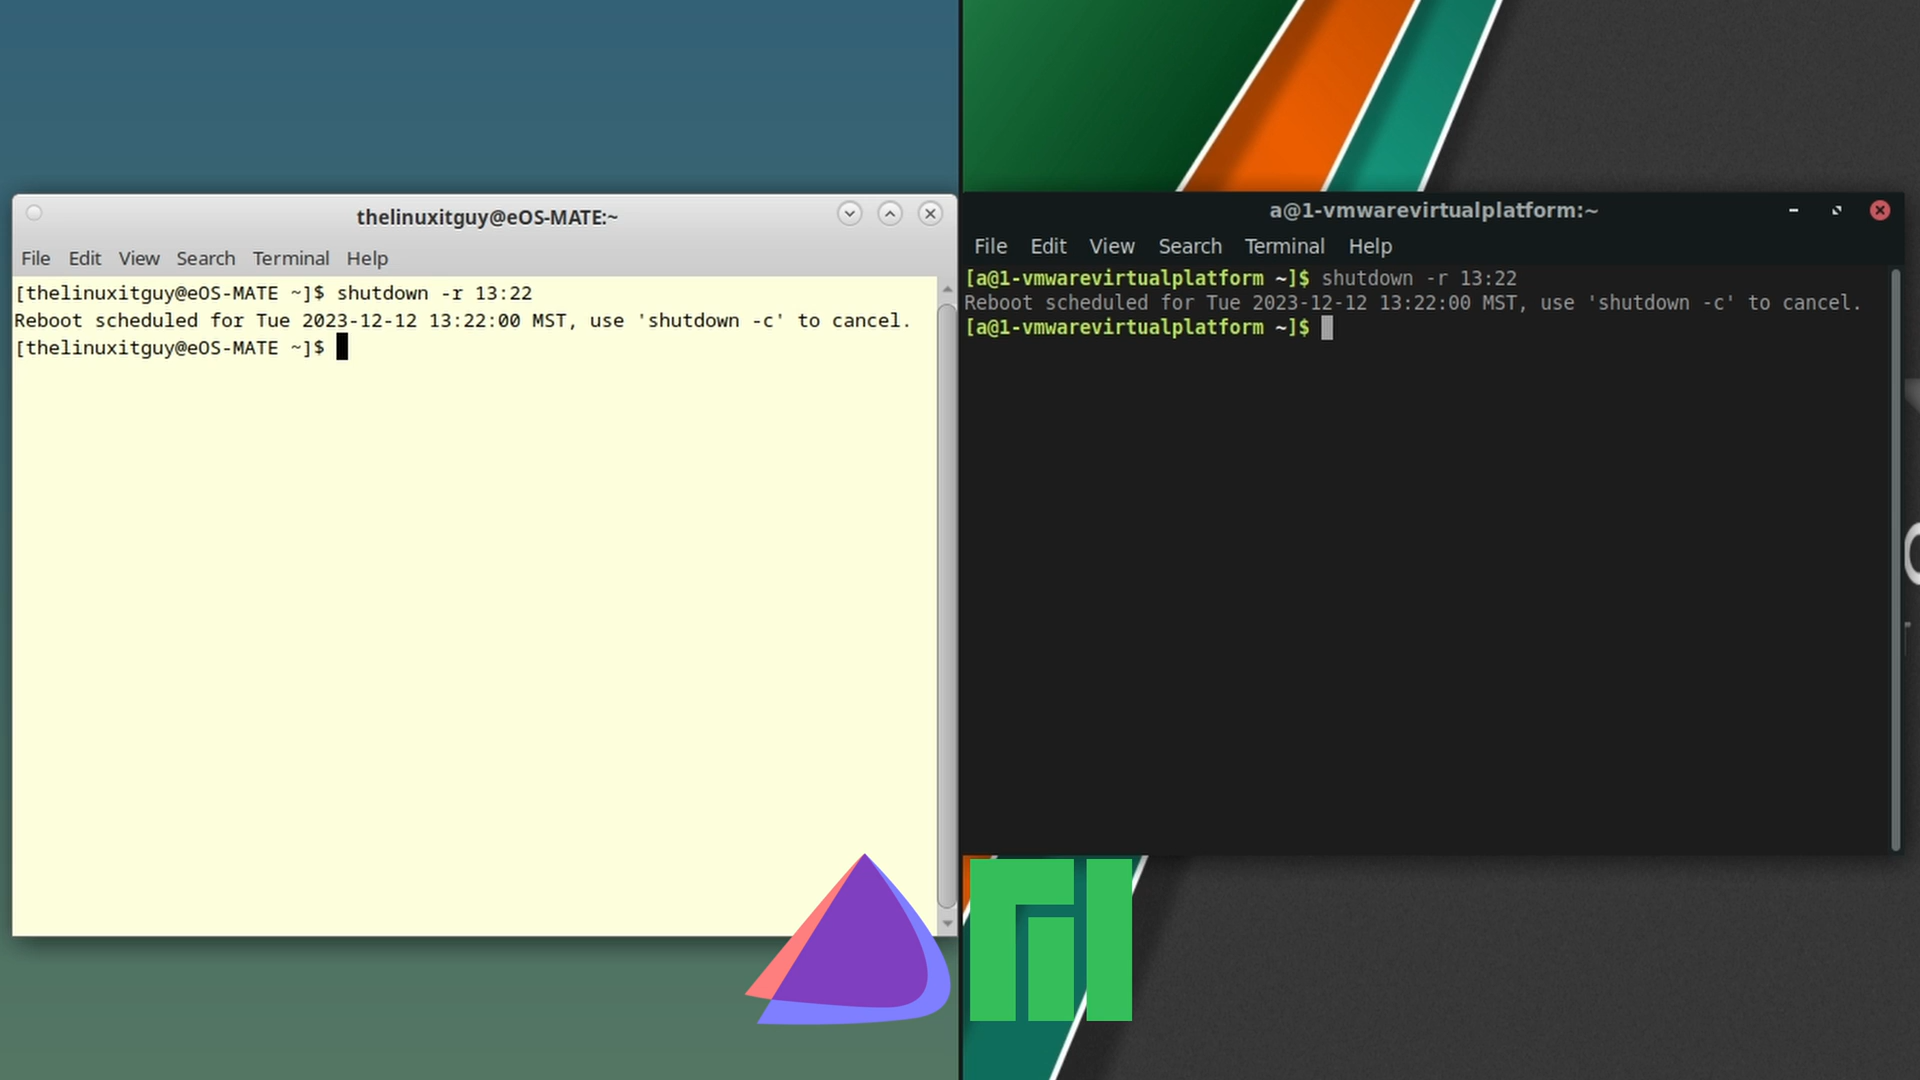 thelinuxitguy@eOS-MATE:~
File Edit View Search Terminal Help
[thelinuxitguy@eOS-MATE ~]$ shutdown -r 13:22
Reboot scheduled for Tue 2023-12-12 13:22:00 MST, use 'shutdown -c' to cancel.
[thelinuxitguy@eOS-MATE ~]$
a@1-vmwarevirtualplatform:~
File Edit View Search Terminal Help
[a@1-vmwarevirtualplatform ~]$ shutdown -r 13:22
Reboot scheduled for Tue 2023-12-12 13:22:00 MST, use 'shutdown -c' to cancel.
[a@1-vmwarevirtualplatform ~]$